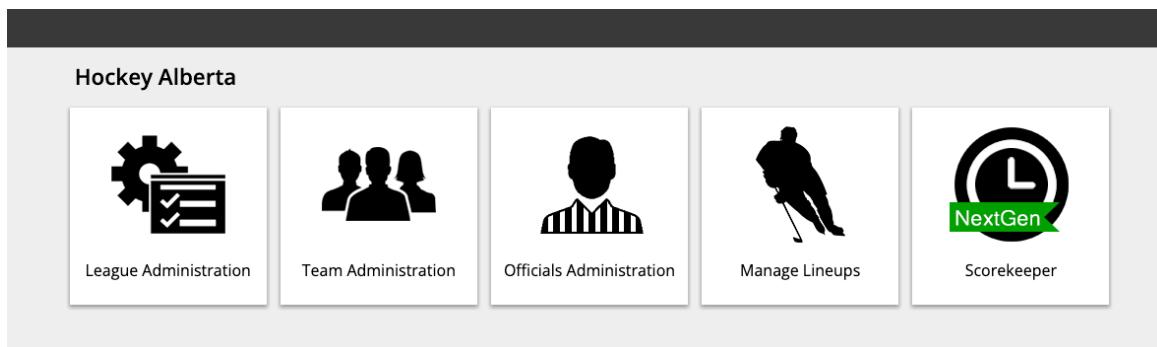 Hockey Alberta
NextGen
League Administration
Team Administration
Officials Administration
Manage Lineups
Scorekeeper